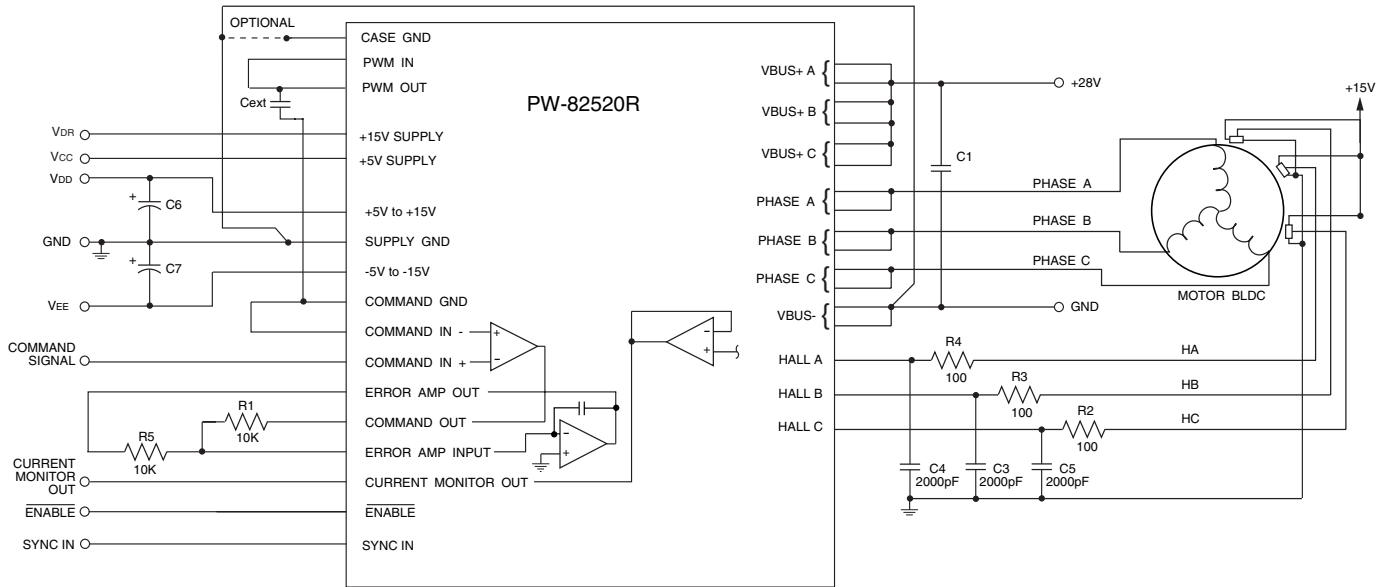 OPTIONAL
CASE GND
PWM IN
PWM OUT
Cext
PW-82520R
VDR
+15V SUPPLY
VCC
+5V SUPPLY
VDD
+
C6
+5V to +15V
GND
SUPPLY GND
+
C7
-5V to -15V
VEE
COMMAND GND
COMMAND IN -
+
-
COMMAND SIGNAL
COMMAND IN +
ERROR AMP OUT
R1
10K
COMMAND OUT
R5
10K
ERROR AMP INPUT
-
+
CURRENT MONITOR OUT
CURRENT MONITOR OUT
ENABLE
ENABLE
SYNC IN
SYNC IN
-
+
VBUS+ A {
VBUS+ B {
VBUS+ C {
PHASE A {
PHASE B {
PHASE C {
VBUS- {
HALL A
HALL B
HALL C
+28V
C1
+15V
PHASE A
PHASE B
PHASE C
MOTOR BLDC
GND
R4
100
HA
R3
100
HB
R2
100
HC
C4
2000pF
C3
2000pF
C5
2000pF